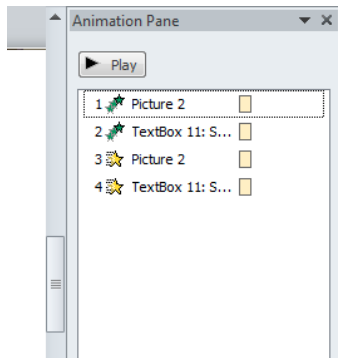 Animation Pane
Play
1 Picture 2
2 TextBox 11: S...
3 Picture 2
4 TextBox 11: S...